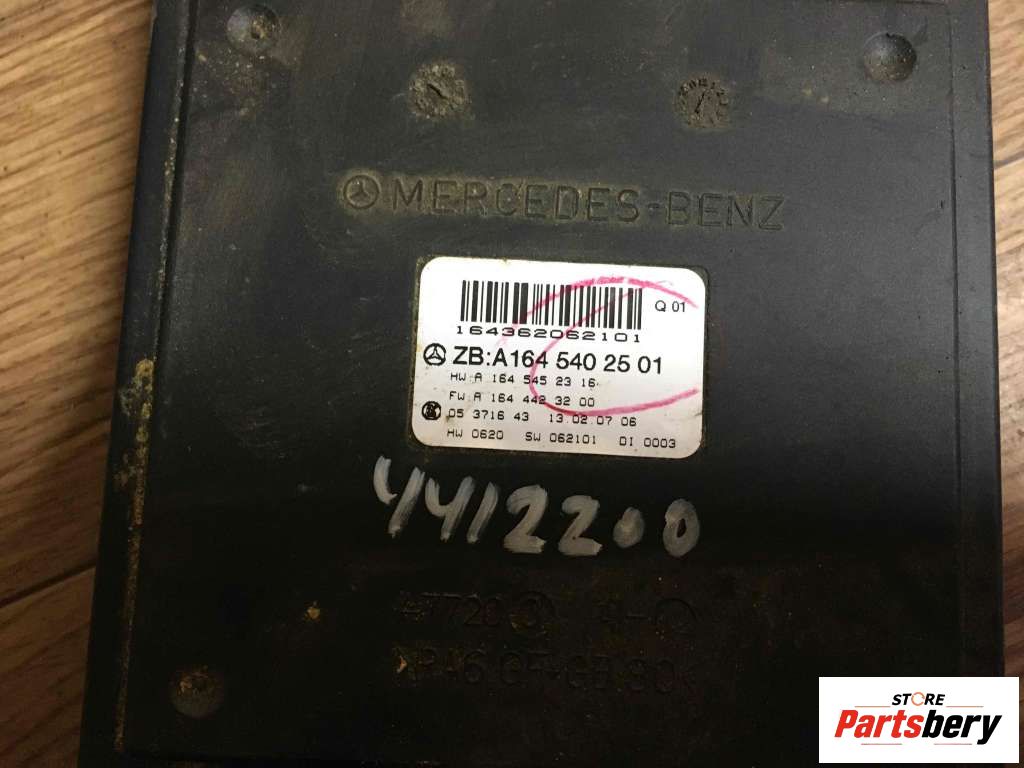 MERCEDES-BENZ
Q 01
164362062101
ZB:A164 540 25 01
HW:A 164 545 23 16
FW:A 164 442 32 00
05 3716 43 13.02.07 06
HW 0620 SW 062101 DI 0003
4412200
STORE
Partsbery